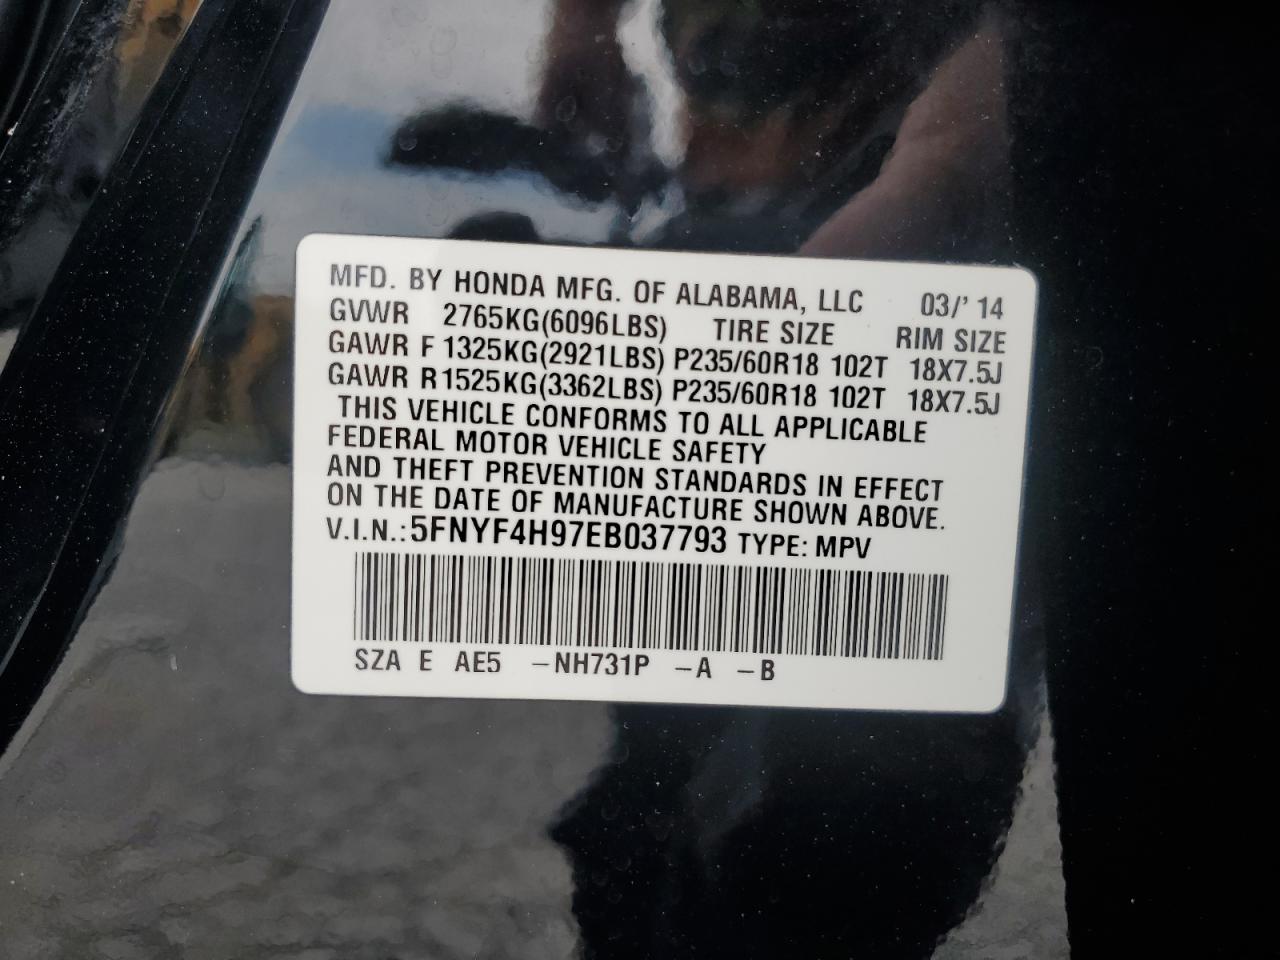 MFD. BY HONDA MFG. OF ALABAMA, LLC 03/' 14
GVWR 2765KG(6096LBS) TIRE SIZE RIM SIZE
GAWR F 1325KG(2921LBS) P235/60R18 102T 18X7.5J
GAWR R 1525KG(3362LBS) P235/60R18 102T 18X7.5J
THIS VEHICLE CONFORMS TO ALL APPLICABLE
FEDERAL MOTOR VEHICLE SAFETY
AND THEFT PREVENTION STANDARDS IN EFFECT
ON THE DATE OF MANUFACTURE SHOWN ABOVE.
V.I.N.: 5FNYF4H97EB037793 TYPE: MPV
SZA E AE5 –NH731P –A –B